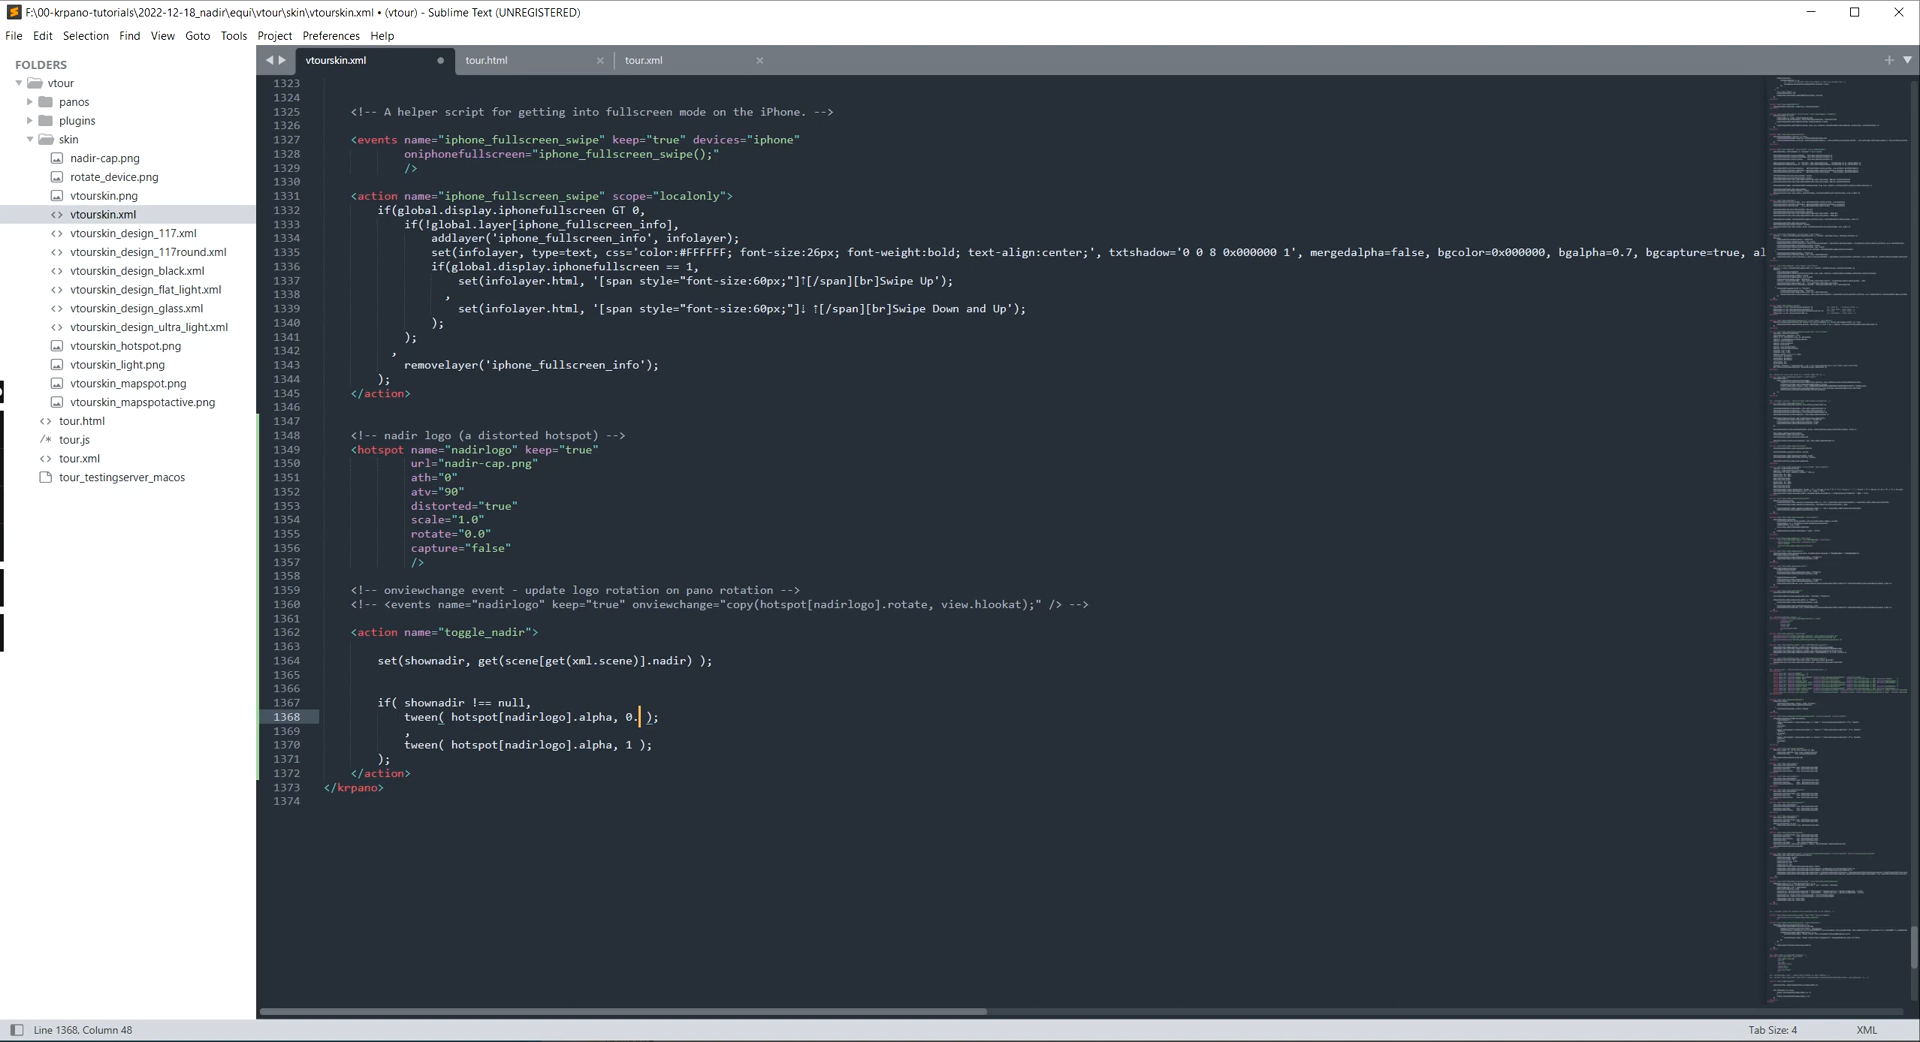 F:\00-krpano-tutorials\2022-12-18_nadir\equi\vtour\skin\vtourskin.xml • (vtour) - Sublime Text (UNREGISTERED)
File Edit Selection Find View Goto Tools Project Preferences Help
FOLDERS
vtour
panos
plugins
skin
nadir-cap.png
rotate_device.png
vtourskin.png
vtourskin.xml
vtourskin_design_117.xml
vtourskin_design_117round.xml
vtourskin_design_black.xml
vtourskin_design_flat_light.xml
vtourskin_design_glass.xml
vtourskin_design_ultra_light.xml
vtourskin_hotspot.png
vtourskin_light.png
vtourskin_mapspot.png
vtourskin_mapspotactive.png
tour.html
/* tour.js
tour.xml
tour_testingserver_macos
vtourskin.xml tour.html tour.xml
1323
1324
1325 <!-- A helper script for getting into fullscreen mode on the iPhone. -->
1326
1327 <events name="iphone_fullscreen_swipe" keep="true" devices="iphone"
1328 oniphonefullscreen="iphone_fullscreen_swipe();"
1329 />
1330
1331 <action name="iphone_fullscreen_swipe" scope="localonly">
1332 if(global.display.iphonefullscreen GT 0,
1333 if(!global.layer[iphone_fullscreen_info],
1334 addlayer('iphone_fullscreen_info', infolayer);
1335 set(infolayer, type=text, css='color:#FFFFFF; font-size:26px; font-weight:bold; text-align:center;', txtshadow='0 0 8 0x000000 1', mergedalpha=false, bgcolor=0x000000, bgalpha=0.7, bgcapture=true, al
1336 if(global.display.iphonefullscreen == 1,
1337 set(infolayer.html, '[span style="font-size:60px;"]↑[/span][br]Swipe Up');
1338 ,
1339 set(infolayer.html, '[span style="font-size:60px;"]↓ ↑[/span][br]Swipe Down and Up');
1340 );
1341 );
1342 ,
1343 removelayer('iphone_fullscreen_info');
1344 );
1345 </action>
1346
1347
1348 <!-- nadir logo (a distorted hotspot) -->
1349 <hotspot name="nadirlogo" keep="true"
1350 url="nadir-cap.png"
1351 ath="0"
1352 atv="90"
1353 distorted="true"
1354 scale="1.0"
1355 rotate="0.0"
1356 capture="false"
1357 />
1358
1359 <!-- onviewchange event - update logo rotation on pano rotation -->
1360 <!-- <events name="nadirlogo" keep="true" onviewchange="copy(hotspot[nadirlogo].rotate, view.hlookat);" /> -->
1361
1362 <action name="toggle_nadir">
1363
1364 set(shownadir, get(scene[get(xml.scene)].nadir) );
1365
1366
1367 if( shownadir !== null,
1368 tween( hotspot[nadirlogo].alpha, 0. );
1369 ,
1370 tween( hotspot[nadirlogo].alpha, 1 );
1371 );
1372 </action>
1373 </krpano>
1374
Line 1368, Column 48 Tab Size: 4 XML